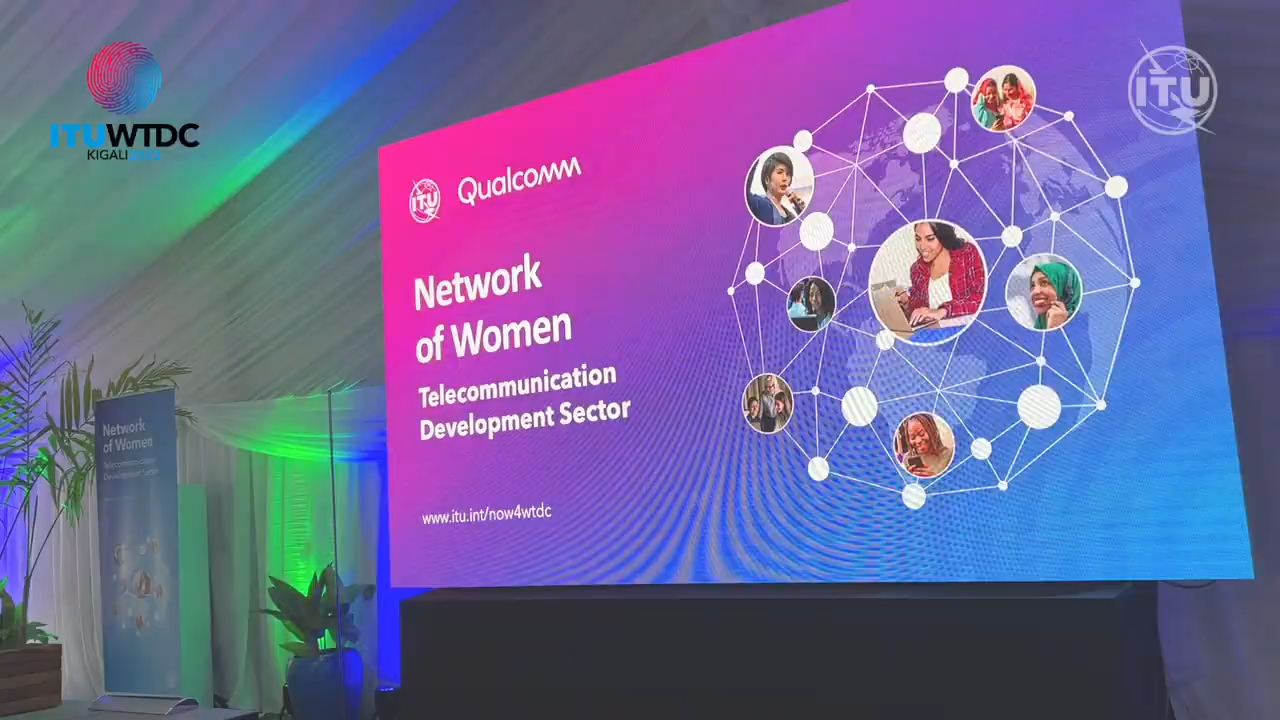 ITUWTDC
KIGALI2022
ITU
ITU Qualcomm
Network
of Women
Telecommunication
Development Sector
www.itu.int/now4wtdc
Network
of Women
Telecommunication
Development Sector